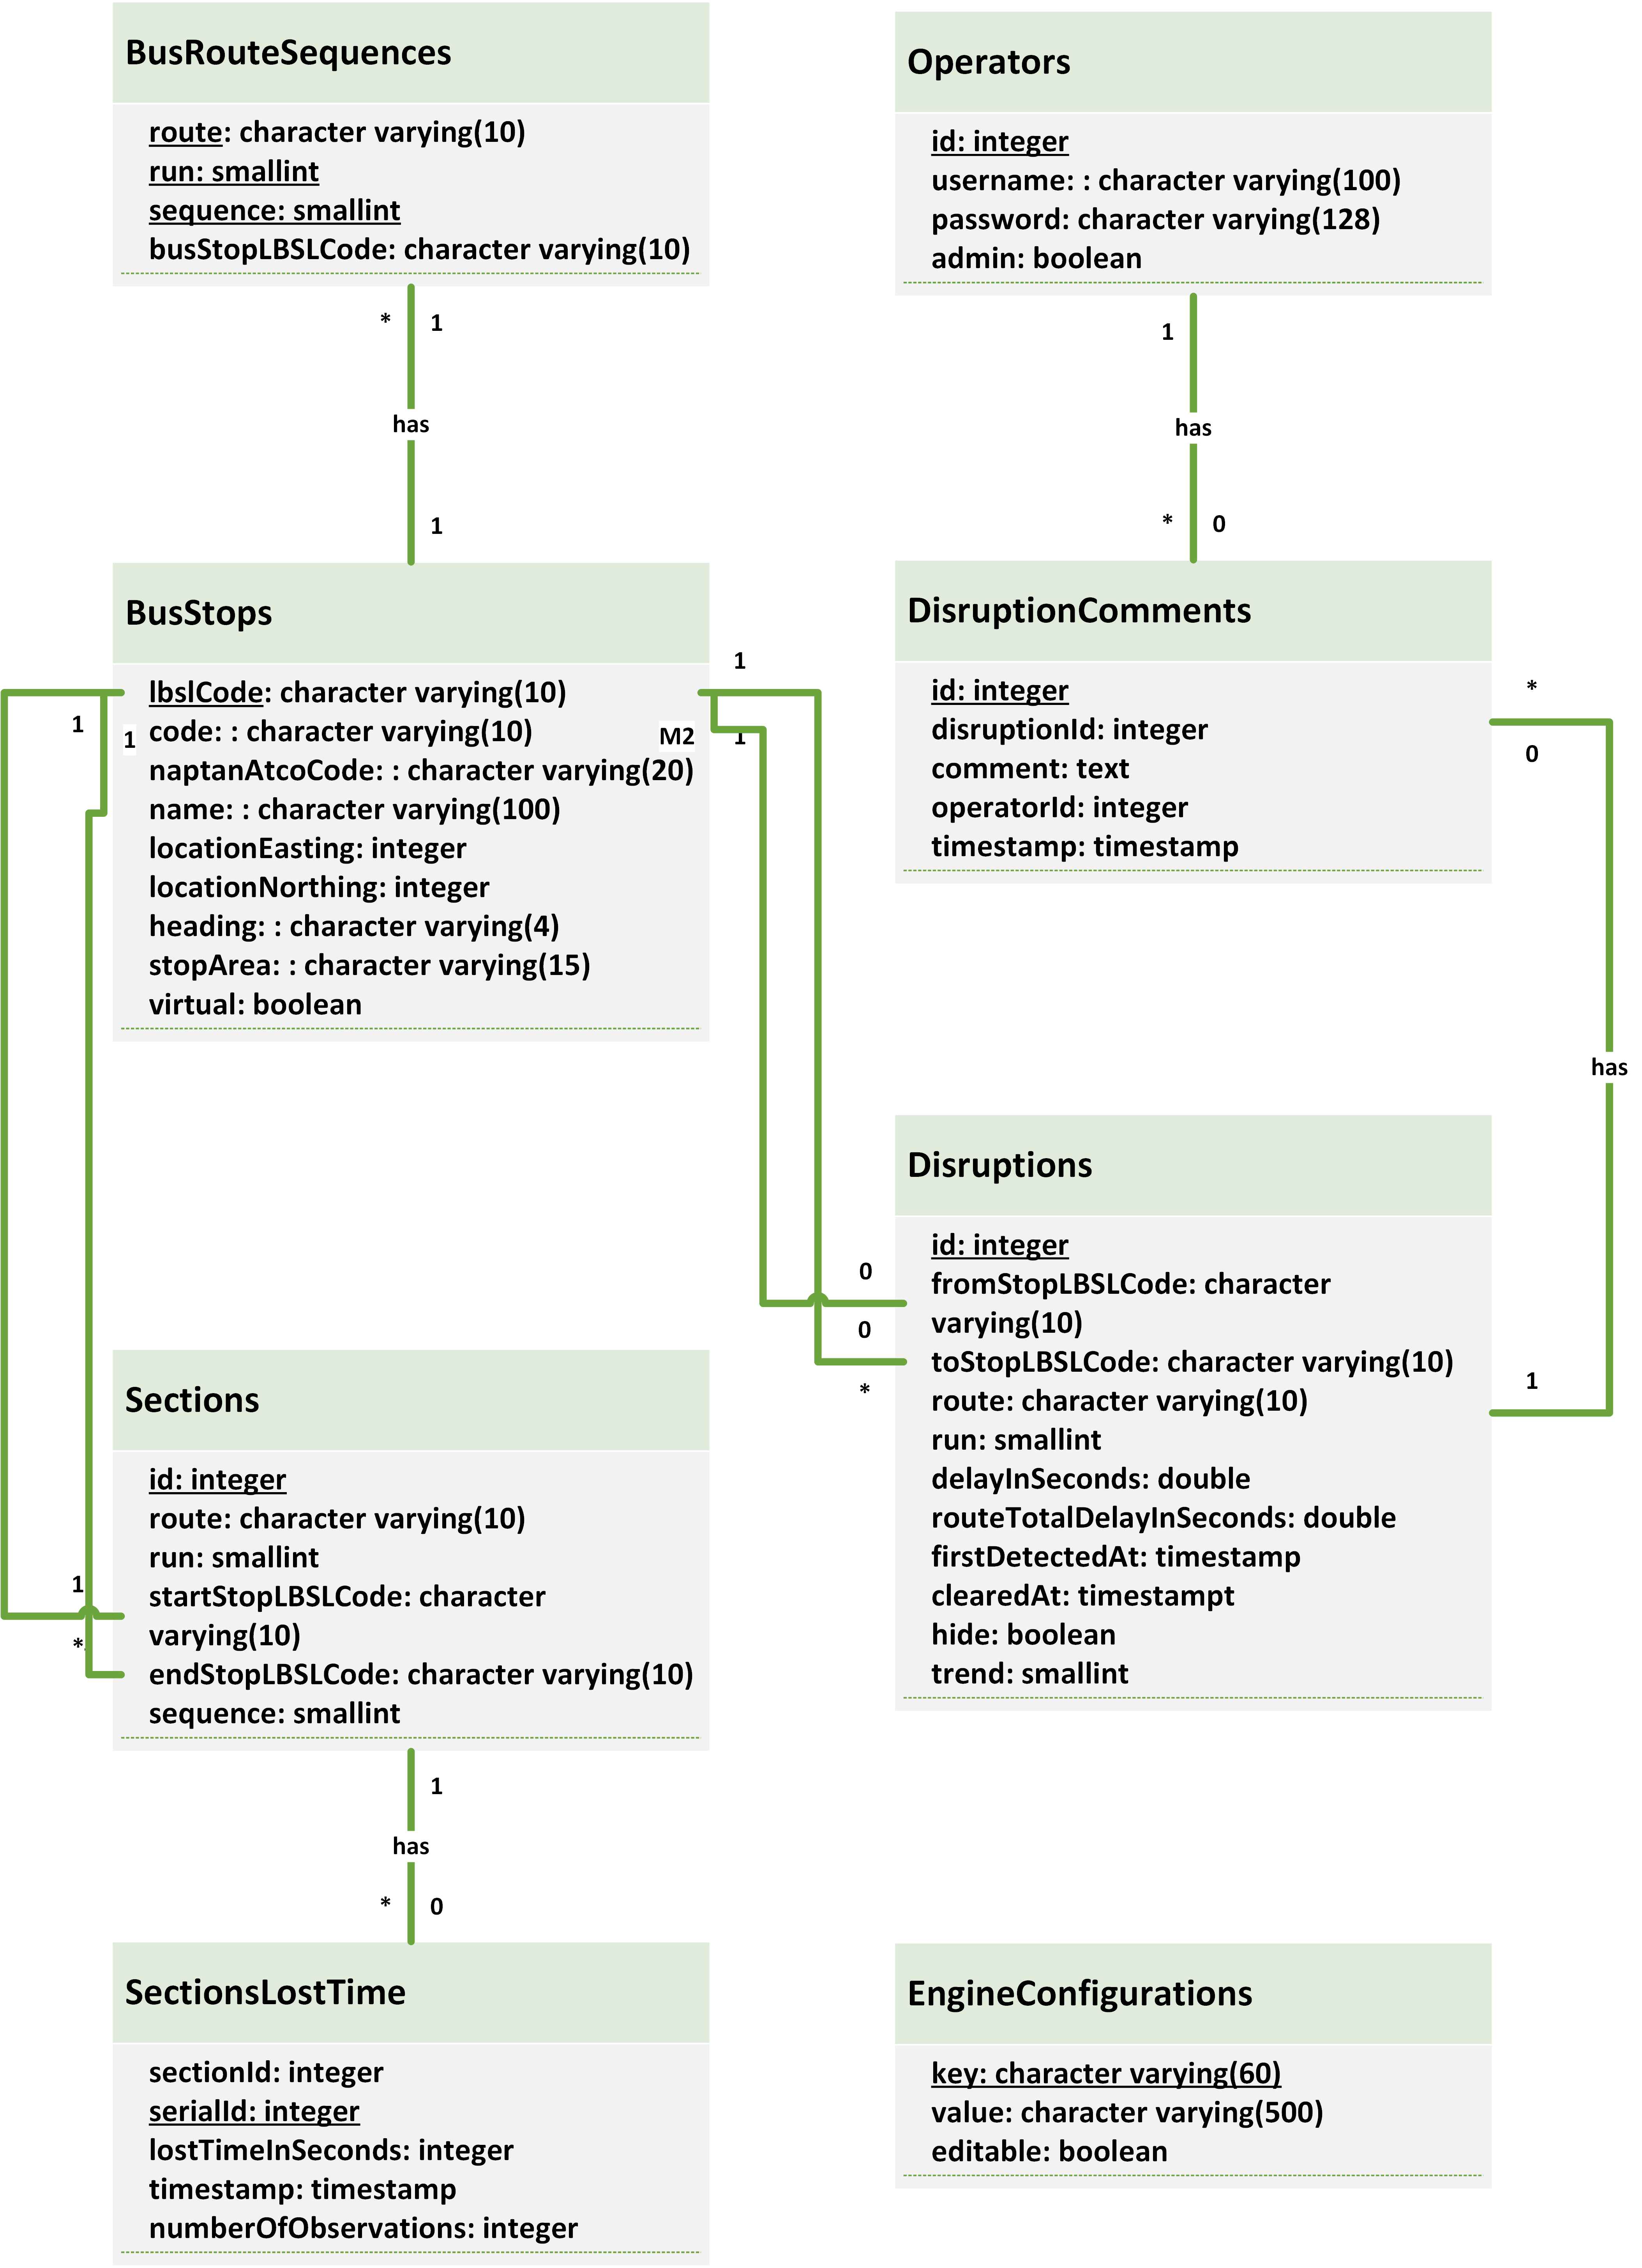 BusRouteSequences
route: character varying(10)
run: smallint
sequence: smallint
busStopLBSLCode: character varying(10)
* 1
has
1
Operators
id: integer
username: : character varying(100)
password: character varying(128)
admin: boolean
1
has
* 0
BusStops
lbslCode: character varying(10)
code: : character varying(10)
naptanAtcoCode: : character varying(20)
name: : character varying(100)
locationEasting: integer
locationNorthing: integer
heading: : character varying(4)
stopArea: : character varying(15)
virtual: boolean
1
1
1
M2
1
DisruptionComments
id: integer
disruptionId: integer
comment: text
operatorId: integer
timestamp: timestamp
*
0
has
1
Disruptions
id: integer
fromStopLBSLCode: character
varying(10)
toStopLBSLCode: character varying(10)
route: character varying(10)
run: smallint
delayInSeconds: double
routeTotalDelayInSeconds: double
firstDetectedAt: timestamp
clearedAt: timestampt
hide: boolean
trend: smallint
0
0
*
Sections
id: integer
route: character varying(10)
run: smallint
startStopLBSLCode: character
varying(10)
endStopLBSLCode: character varying(10)
sequence: smallint
1
*
1
has
* 0
SectionsLostTime
sectionId: integer
serialId: integer
lostTimeInSeconds: integer
timestamp: timestamp
numberOfObservations: integer
EngineConfigurations
key: character varying(60)
value: character varying(500)
editable: boolean